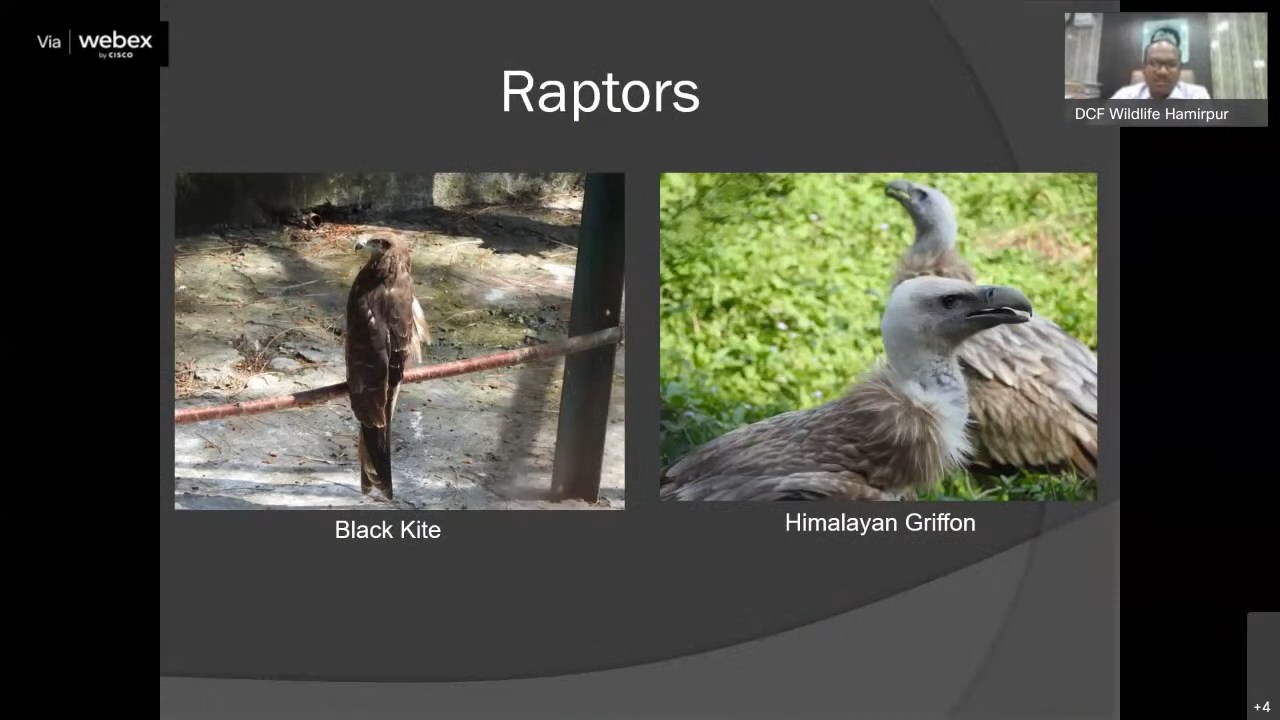 Via webex
by CISCO
Raptors
DCF Wildlife Hamirpur
Black Kite
Himalayan Griffon
+4